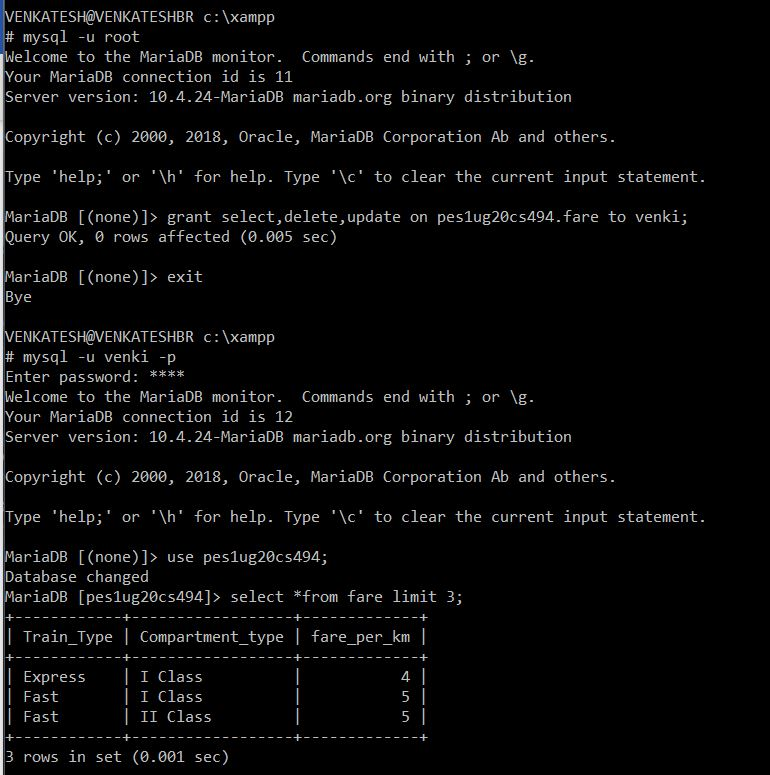 VENKATESH@VENKATESHBR c:\xampp
# mysql -u root
Welcome to the MariaDB monitor.  Commands end with ; or \g.
Your MariaDB connection id is 11
Server version: 10.4.24-MariaDB mariadb.org binary distribution

Copyright (c) 2000, 2018, Oracle, MariaDB Corporation Ab and others.

Type 'help;' or '\h' for help. Type '\c' to clear the current input statement.

MariaDB [(none)]> grant select,delete,update on pes1ug20cs494.fare to venki;
Query OK, 0 rows affected (0.005 sec)

MariaDB [(none)]> exit
Bye

VENKATESH@VENKATESHBR c:\xampp
# mysql -u venki -p
Enter password: ****
Welcome to the MariaDB monitor.  Commands end with ; or \g.
Your MariaDB connection id is 12
Server version: 10.4.24-MariaDB mariadb.org binary distribution

Copyright (c) 2000, 2018, Oracle, MariaDB Corporation Ab and others.

Type 'help;' or '\h' for help. Type '\c' to clear the current input statement.

MariaDB [(none)]> use pes1ug20cs494;
Database changed
MariaDB [pes1ug20cs494]> select *from fare limit 3;
+------------+------------------+-------------+
| Train_Type | Compartment_type | fare_per_km |
+------------+------------------+-------------+
| Express    | I Class          |           4 |
| Fast       | I Class          |           5 |
| Fast       | II Class         |           5 |
+------------+------------------+-------------+
3 rows in set (0.001 sec)